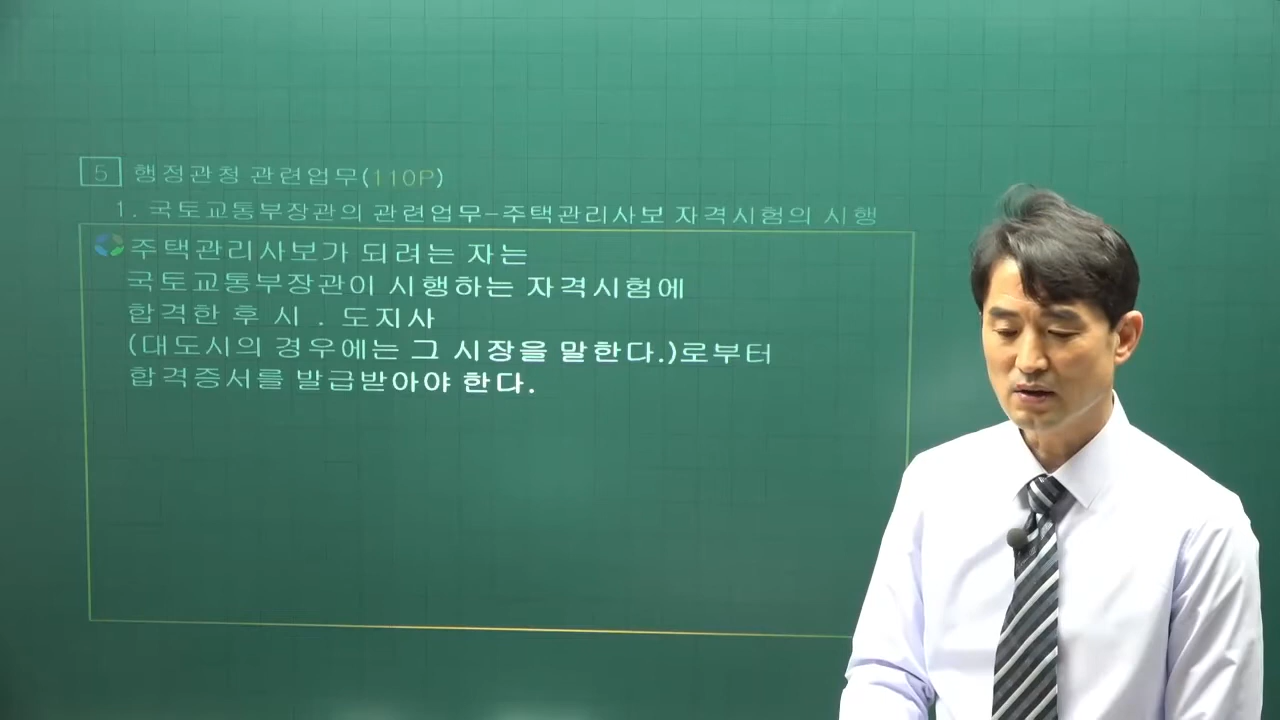 5 행정관청 관련업무(110P)
1. 국토교통부장관의 관련업무-주택관리사보 자격시험의 시행
주택관리사보가 되려는 자는
국토교통부장관이 시행하는 자격시험에
합격한 후 시 . 도지사
(대도시의 경우에는 그 시장을 말한다.)로부터
합격증서를 발급받아야 한다.